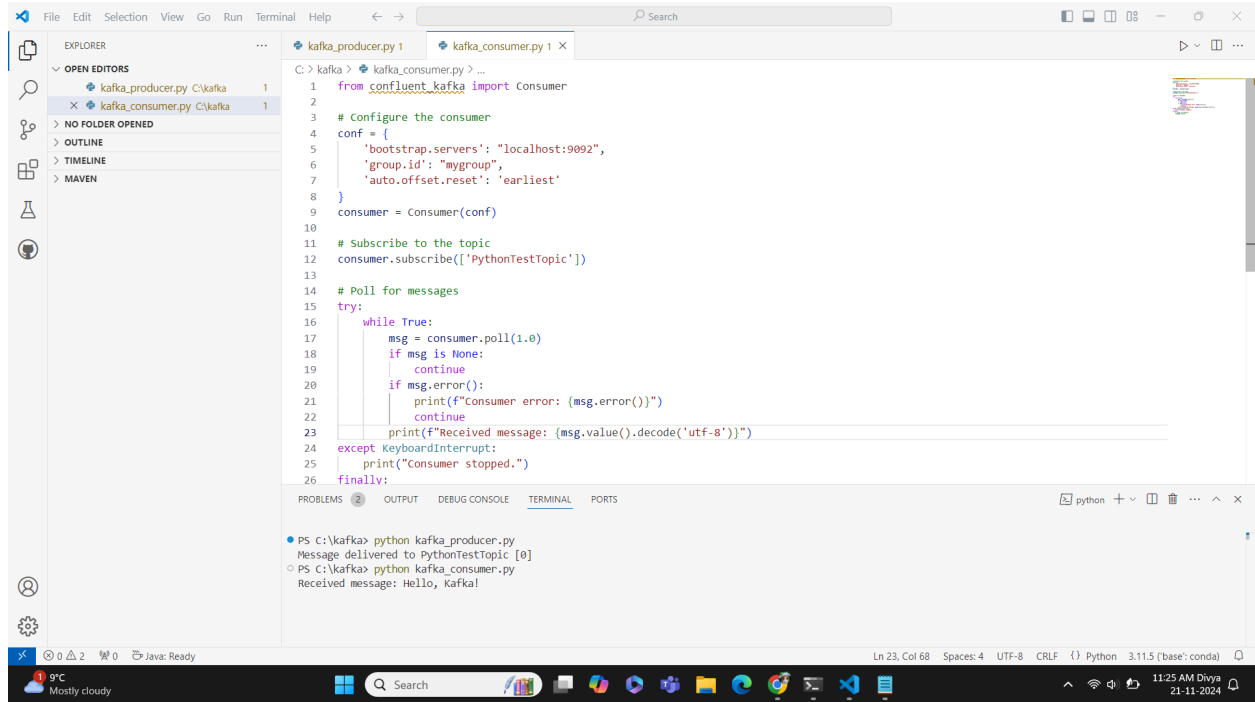 File Edit Selection View Go Run Terminal Help
Search
EXPLORER
OPEN EDITORS
kafka_producer.py C:\kafka 1
kafka_consumer.py C:\kafka 1
NO FOLDER OPENED
OUTLINE
TIMELINE
MAVEN
kafka_producer.py 1
kafka_consumer.py 1
C: > kafka > kafka_consumer.py > ...
1 from confluent_kafka import Consumer
2
3 # Configure the consumer
4 conf = {
5     'bootstrap.servers': "localhost:9092",
6     'group.id': "mygroup",
7     'auto.offset.reset': 'earliest'
8 }
9 consumer = Consumer(conf)
10
11 # Subscribe to the topic
12 consumer.subscribe(['PythonTestTopic'])
13
14 # Poll for messages
15 try:
16     while True:
17         msg = consumer.poll(1.0)
18         if msg is None:
19             continue
20         if msg.error():
21             print(f"Consumer error: {msg.error()}")
22             continue
23         print(f"Received message: {msg.value().decode('utf-8')}")
24 except KeyboardInterrupt:
25     print("Consumer stopped.")
26 finally:
PROBLEMS 2 OUTPUT DEBUG CONSOLE TERMINAL PORTS
python
PS C:\kafka> python kafka_producer.py
Message delivered to PythonTestTopic [0]
PS C:\kafka> python kafka_consumer.py
Received message: Hello, Kafka!
0 2 0 Java: Ready
Ln 23, Col 68 Spaces: 4 UTF-8 CRLF {} Python 3.11.5 ('base': conda)
1
9°C
Mostly cloudy
Search
11:25 AM Divya
21-11-2024